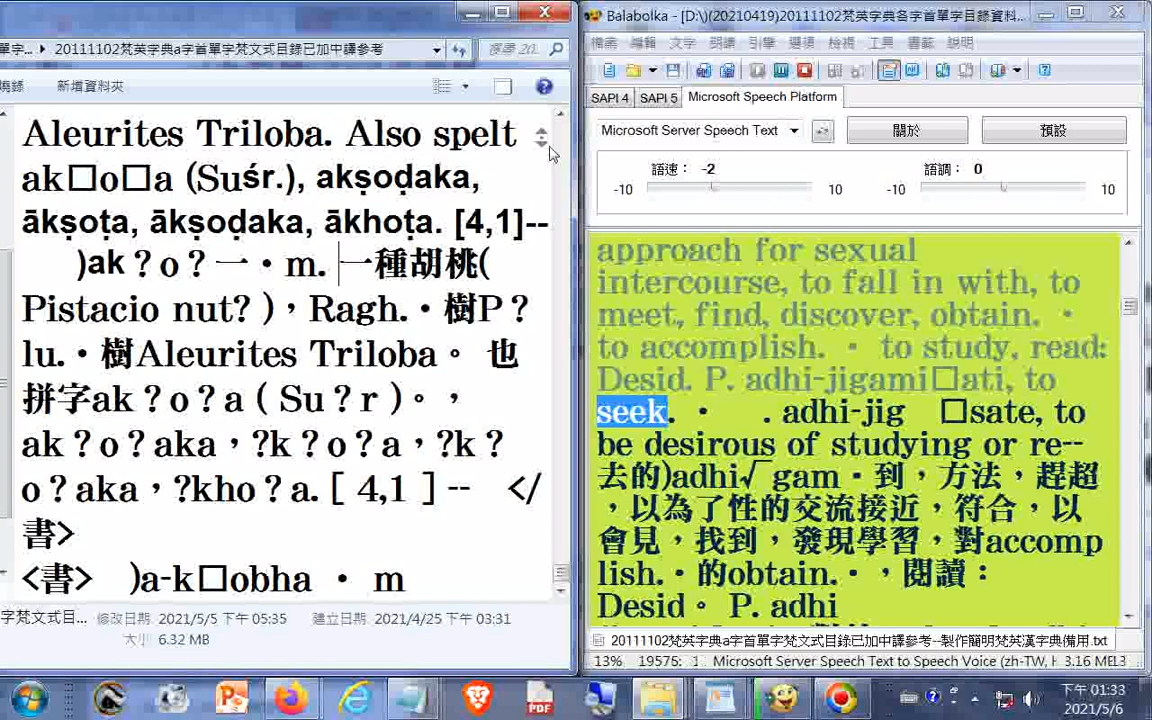 單字... ▸ 20111102梵英字典a字首單字梵文式目錄已加中譯參考
搜尋 20...
燒錄 新增資料夾
Aleurites Triloba. Also spelt
ak□o□a (Suśr.), akṣoḍaka,
ākṣoṭa, ākṣoḍaka, ākhoṭa. [4,1]--
)ak？o？一・m. 一種胡桃(
Pistacio nut? )，Ragh.・樹P？
lu.・樹Aleurites Triloba。 也
拼字ak？o？a ( Su？r )。，
ak？o？aka，?k？o？a，?k？
o？aka，?kho？a. [ 4,1 ] -- </
書>
<書> )a-k□obha ・ m
字梵文式目... 修改日期: 2021/5/5 下午 05:35 建立日期: 2021/4/25 下午 03:31
大小: 6.32 MB
Balabolka - [D:\)(20210419)20111102梵英字典各字首單字目錄資料...
檔案 編輯 文字 朗讀 引擎 選項 檢視 工具 書籤 說明
SAPI 4 SAPI 5 Microsoft Speech Platform
Microsoft Server Speech Text 關於 預設
語速： -2 語調： 0
-10 10 -10 10
approach for sexual
intercourse, to fall in with, to
meet, find, discover, obtain. ・
to accomplish. ・ to study, read:
Desid. P. adhi-jigami□ati, to
seek. ・ . adhi-jig □sate, to
be desirous of studying or re--
去的)adhi√ gam・到，方法，趕超
，以為了性的交流接近，符合，以
會見，找到，發現學習，對accomp
lish.・的obtain.・，閱讀：
Desid。 P. adhi
20111102梵英字典a字首單字梵文式目錄已加中譯參考--製作簡明梵英漢字典備用.txt
13% 19575: 1 Microsoft Server Speech Text to Speech Voice (zh-TW, H 3.16 MEL3
下午 01:33
2021/5/6